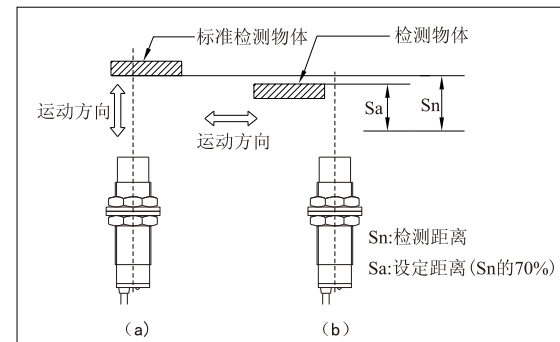 标准检测物体
检测物体
运动方向
Sa
Sn
运动方向
Sn:检测距离
Sa:设定距离(Sn的70%)
(a)
(b)